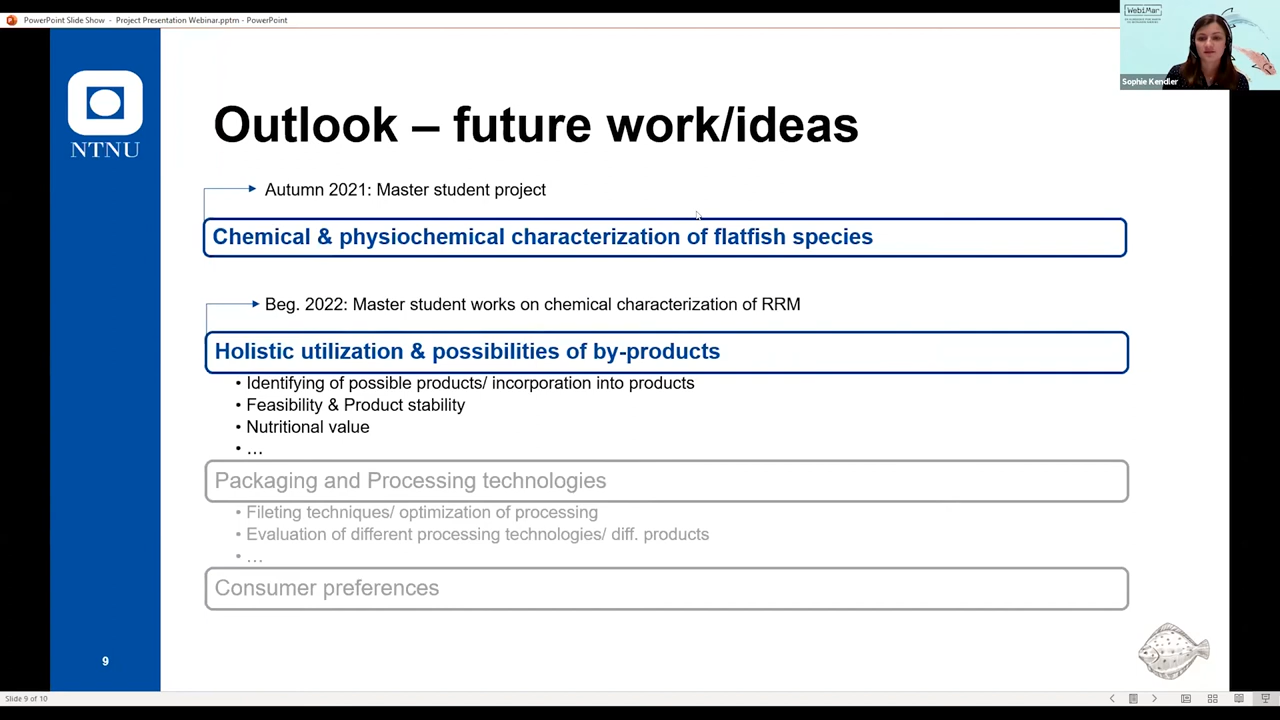 PowerPoint Slide Show - Project Presentation Webinar.pptm - PowerPoint
WebiMar
Sophie Kendler
NTNU
Outlook – future work/ideas
Autumn 2021: Master student project
Chemical & physiochemical characterization of flatfish species
Beg. 2022: Master student works on chemical characterization of RRM
Holistic utilization & possibilities of by-products
• Identifying of possible products/ incorporation into products
• Feasibility & Product stability
• Nutritional value
• …
Packaging and Processing technologies
• Fileting techniques/ optimization of processing
• Evaluation of different processing technologies/ diff. products
• …
Consumer preferences
9
Slide 9 of 10